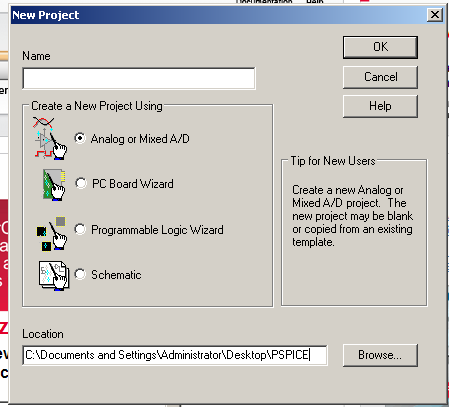 Documentation Help
New Project
Name
OK
Cancel
Help
Create a New Project Using
Analog or Mixed A/D
PC Board Wizard
Programmable Logic Wizard
Schematic
Tip for New Users
Create a new Analog or
Mixed A/D project. The
new project may be blank
or copied from an existing
template.
Location
C:\Documents and Settings\Administrator\Desktop\PSPICE
Browse...